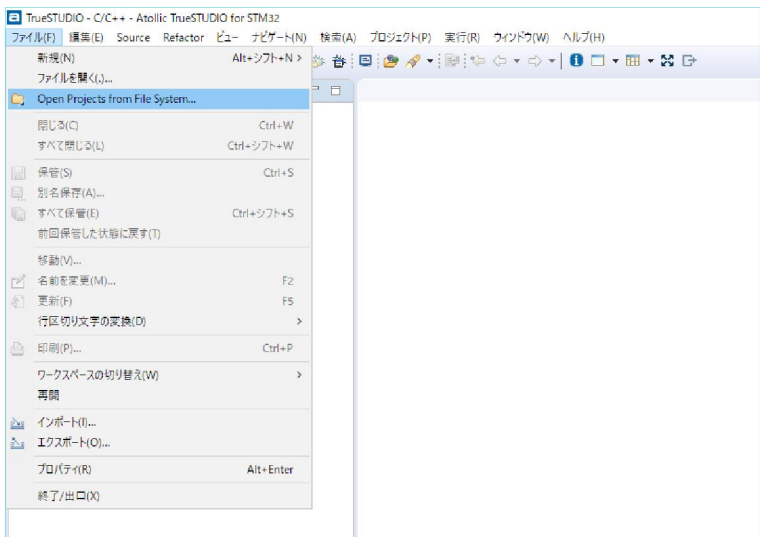 TrueSTUDIO - C/C++ - Atollic TrueSTUDIO for STM32
ファイル(F) 編集(E) Source Refactor ビュー ナビゲート(N) 検索(A) プロジェクト(P) 実行(R) ウィンドウ(W) ヘルプ(H)
新規(N) Alt+シフト+N >
ファイルを開く(.)...
Open Projects from File System...
閉じる(C) Ctrl+W
すべて閉じる(L) Ctrl+シフト+W
保管(S) Ctrl+S
別名保存(A)...
すべて保管(E) Ctrl+シフト+S
前回保管した状態に戻す(T)
移動(V)...
名前を変更(M)... F2
更新(F) F5
行区切り文字の変換(D) >
印刷(P)... Ctrl+P
ワークスペースの切り替え(W) >
再開
インポート(I)...
エクスポート(O)...
プロパティ(R) Alt+Enter
終了/出口(X)